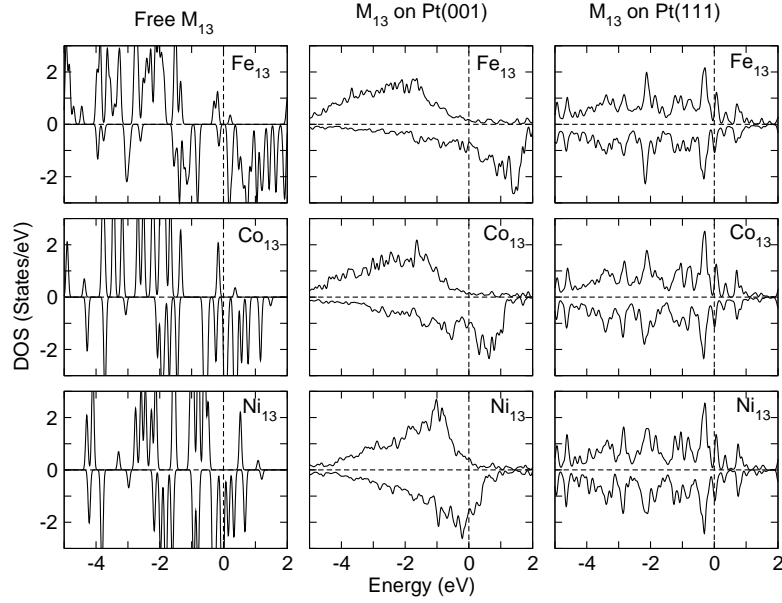 Free M13
M13 on Pt(001)
M13 on Pt(111)
2
0
-2
Fe13
Fe13
Fe13
DOS (States/eV)
2
0
-2
Co13
Co13
Co13
2
0
-2
Ni13
Ni13
Ni13
-4 -2 0 2
-4 -2 0 2
-4 -2 0 2
Energy (eV)